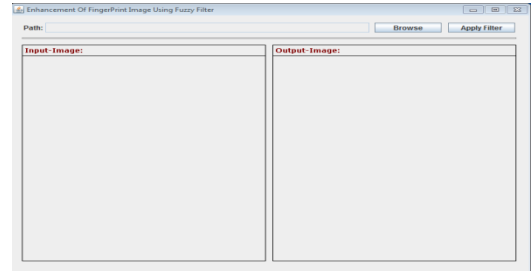 Enhancement Of FingerPrint Image Using Fuzzy Filter
Path: Browse Apply Filter
Input-Image: Output-Image: